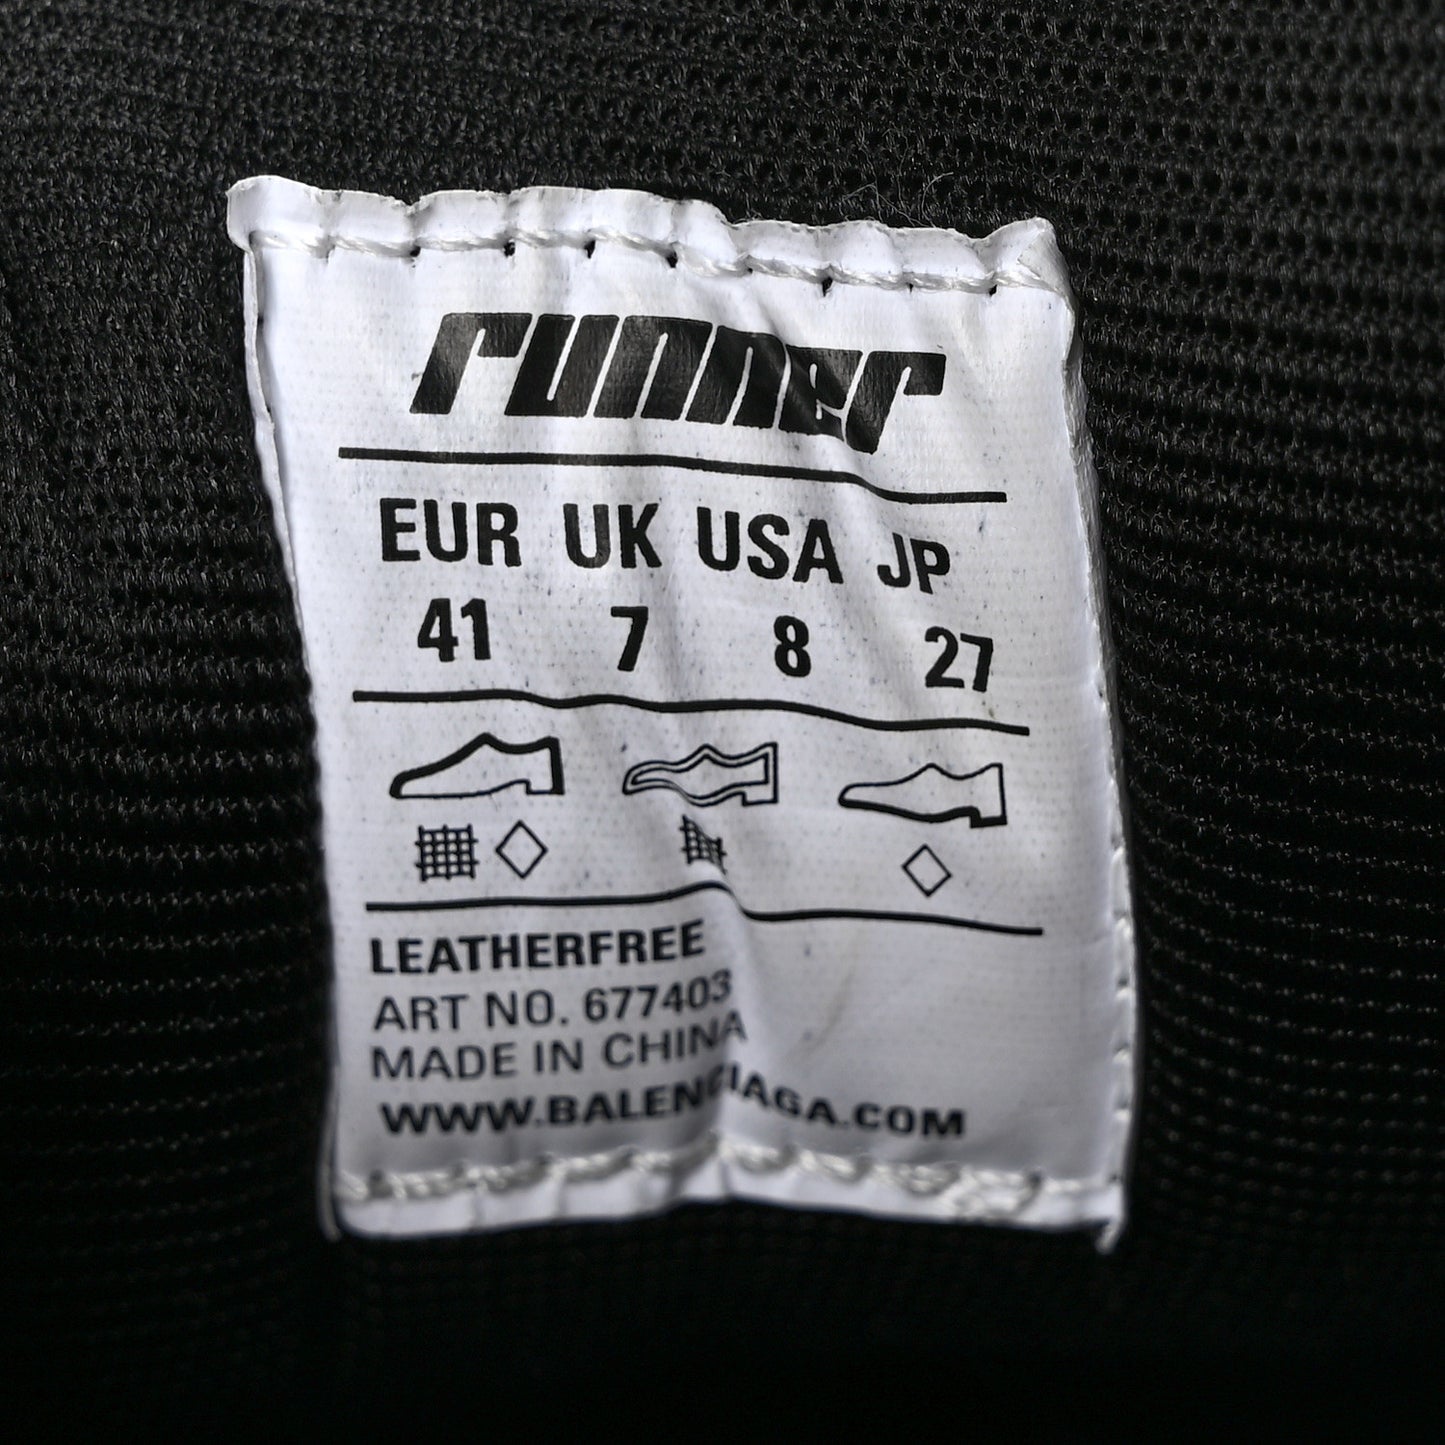 runner
EUR UK USA JP
41 7 8 27
LEATHERFREE
ART NO. 677403
MADE IN CHINA
WWW.BALENCIAGA.COM